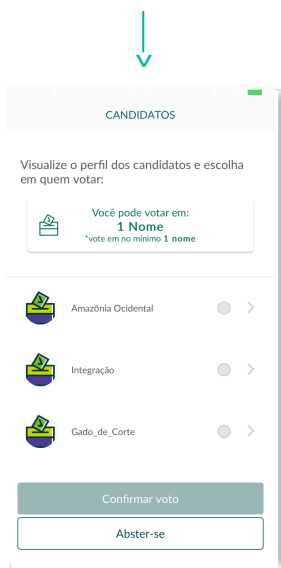 CANDIDATOS
Visualize o perfil dos candidatos e escolha
em quem votar:
Você pode votar em:
1 Nome
*vote em no mínimo 1 nome
Amazônia Ocidental
Integração
Gado_de_Corte
Confirmar voto
Abster-se